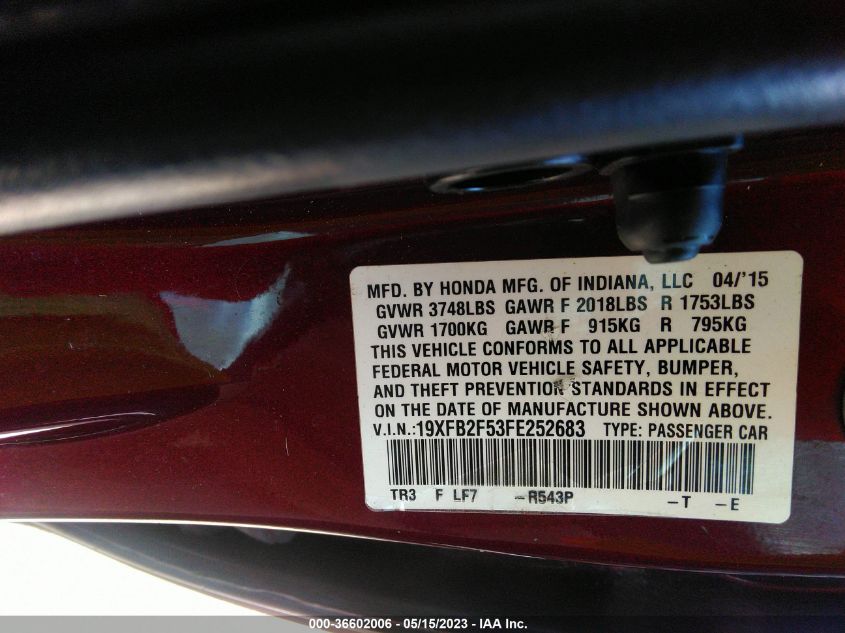 MFD. BY HONDA MFG. OF INDIANA, LLC 04/'15
GVWR 3748LBS GAWR F 2018LBS R 1753LBS
GVWR 1700KG GAWR F 915KG R 795KG
THIS VEHICLE CONFORMS TO ALL APPLICABLE
FEDERAL MOTOR VEHICLE SAFETY, BUMPER,
AND THEFT PREVENTION STANDARDS IN EFFECT
ON THE DATE OF MANUFACTURE SHOWN ABOVE.
V.I.N.:19XFB2F53FE252683 TYPE: PASSENGER CAR
TR3 F LF7 –R543P –T –E
000-36602006 - 05/15/2023 - IAA Inc.